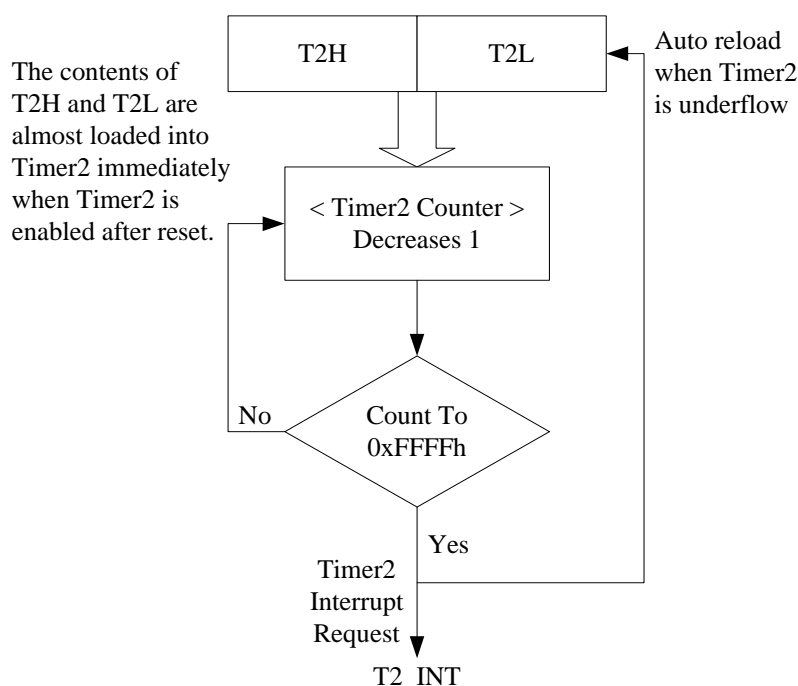 T2H
T2L
Auto reload
when Timer2
is underflow
The contents of
T2H and T2L are
almost loaded into
Timer2 immediately
when Timer2 is
enabled after reset.
< Timer2 Counter >
Decreases 1
No
Count To
0xFFFFh
Yes
Timer2
Interrupt
Request
T2 INT